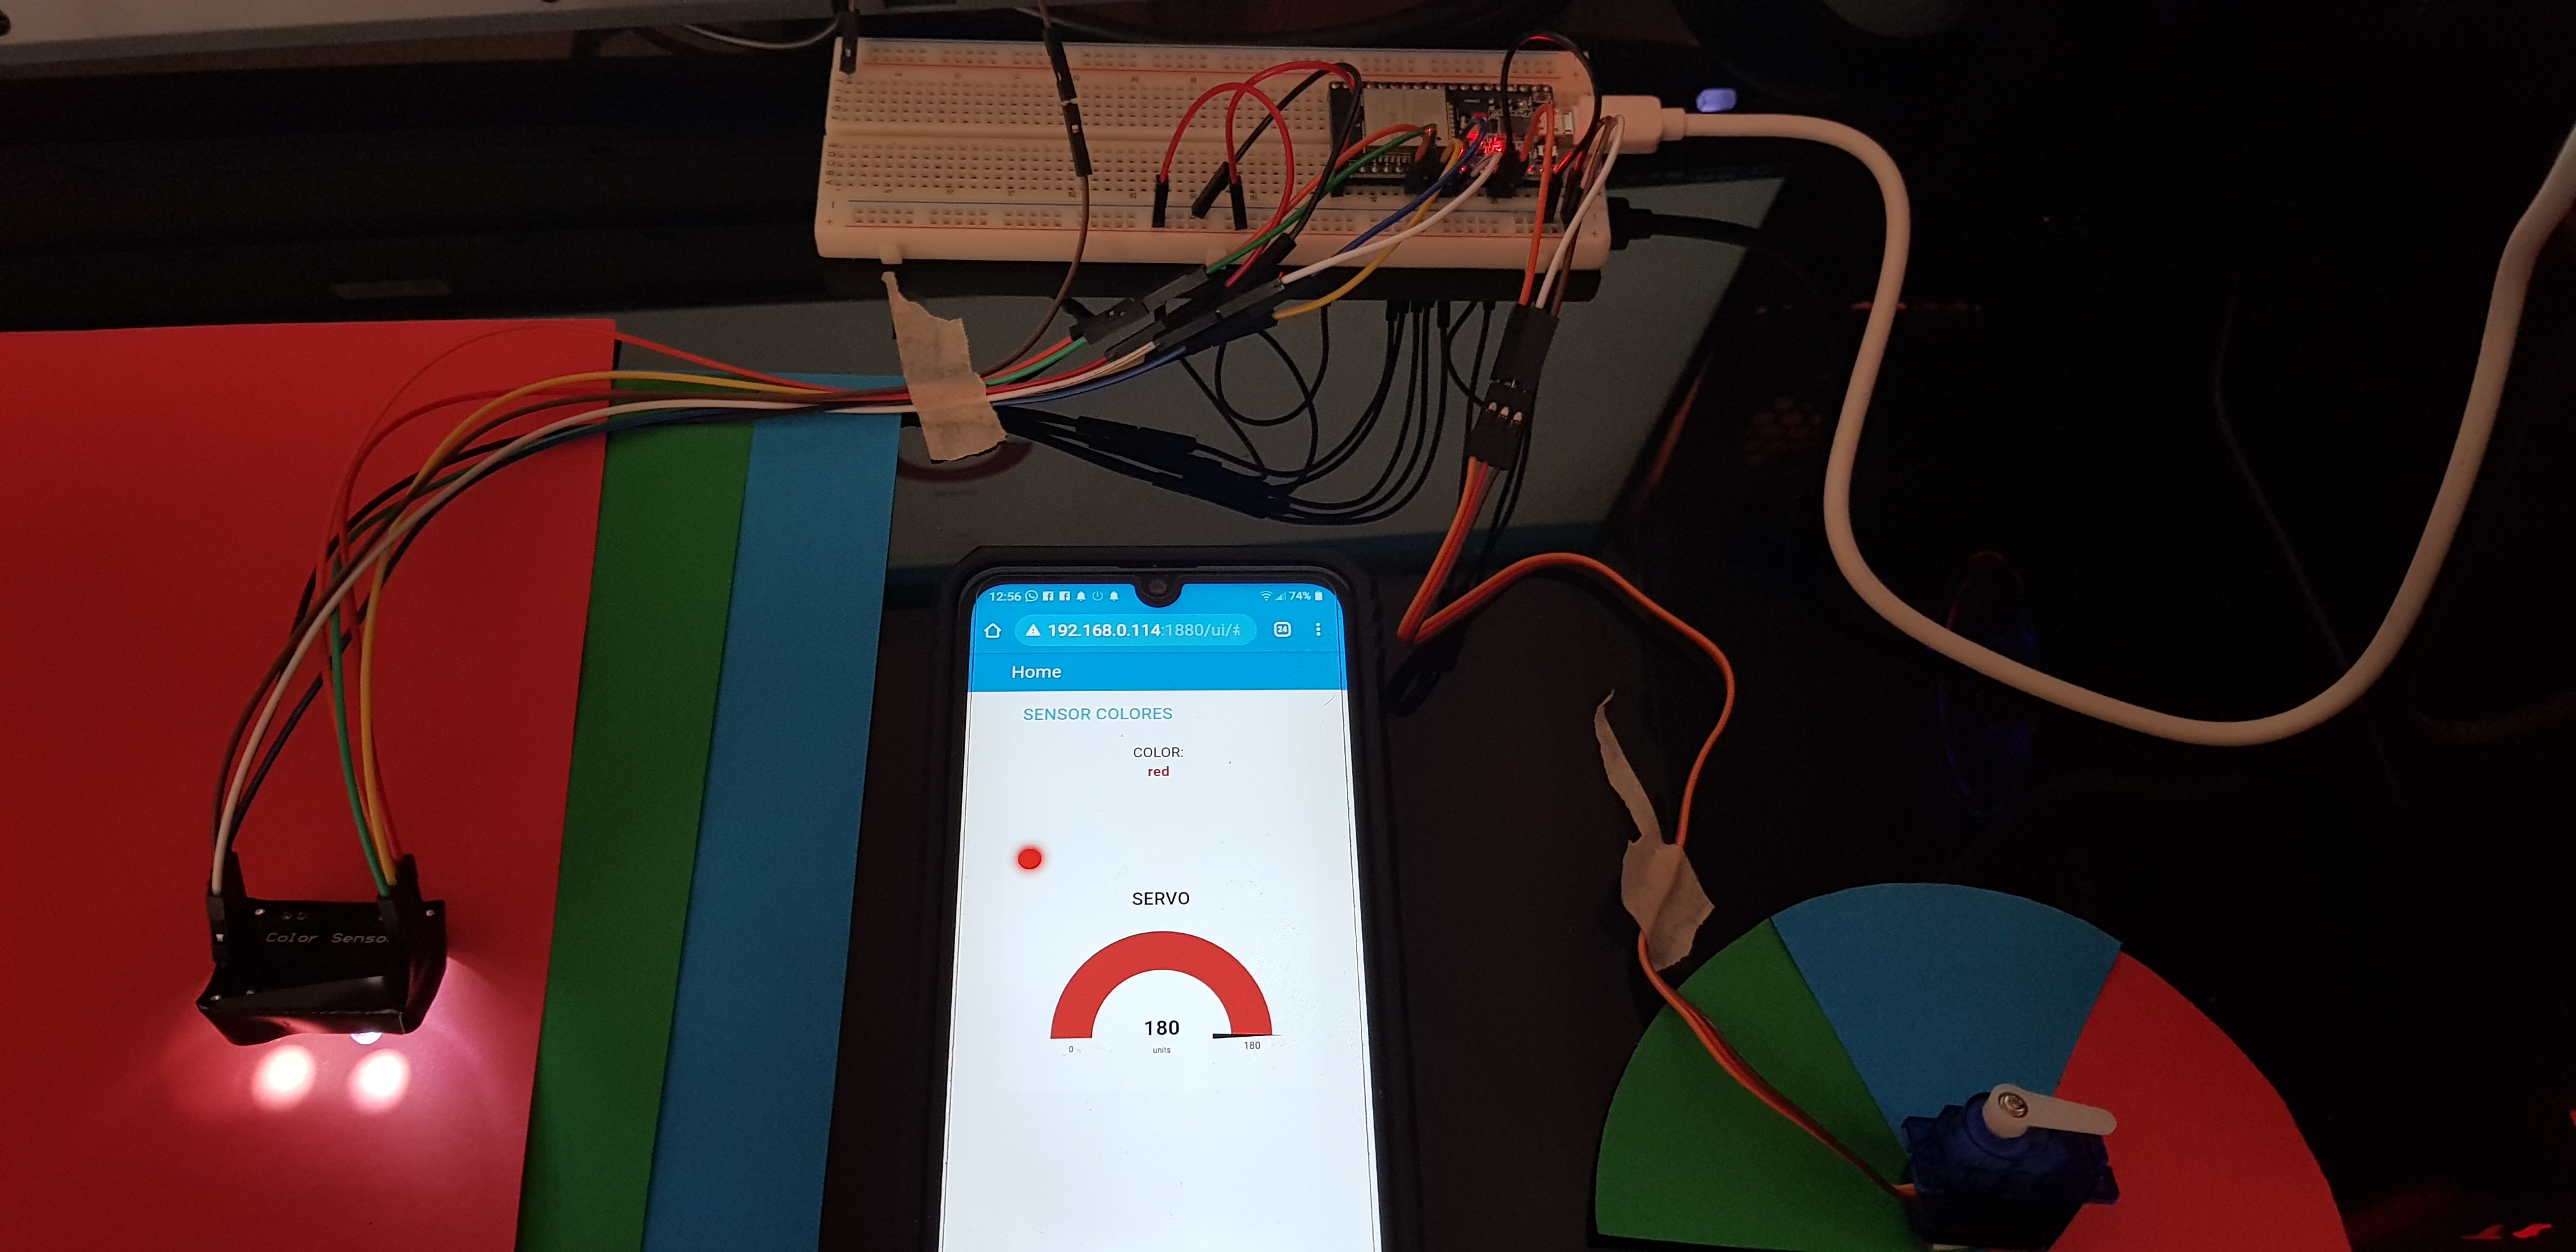 12:56
74%
192.168.0.114:1880/ui/#
24
Home
SENSOR COLORES
COLOR:
red
SERVO
180
units
0
180
Color Senso